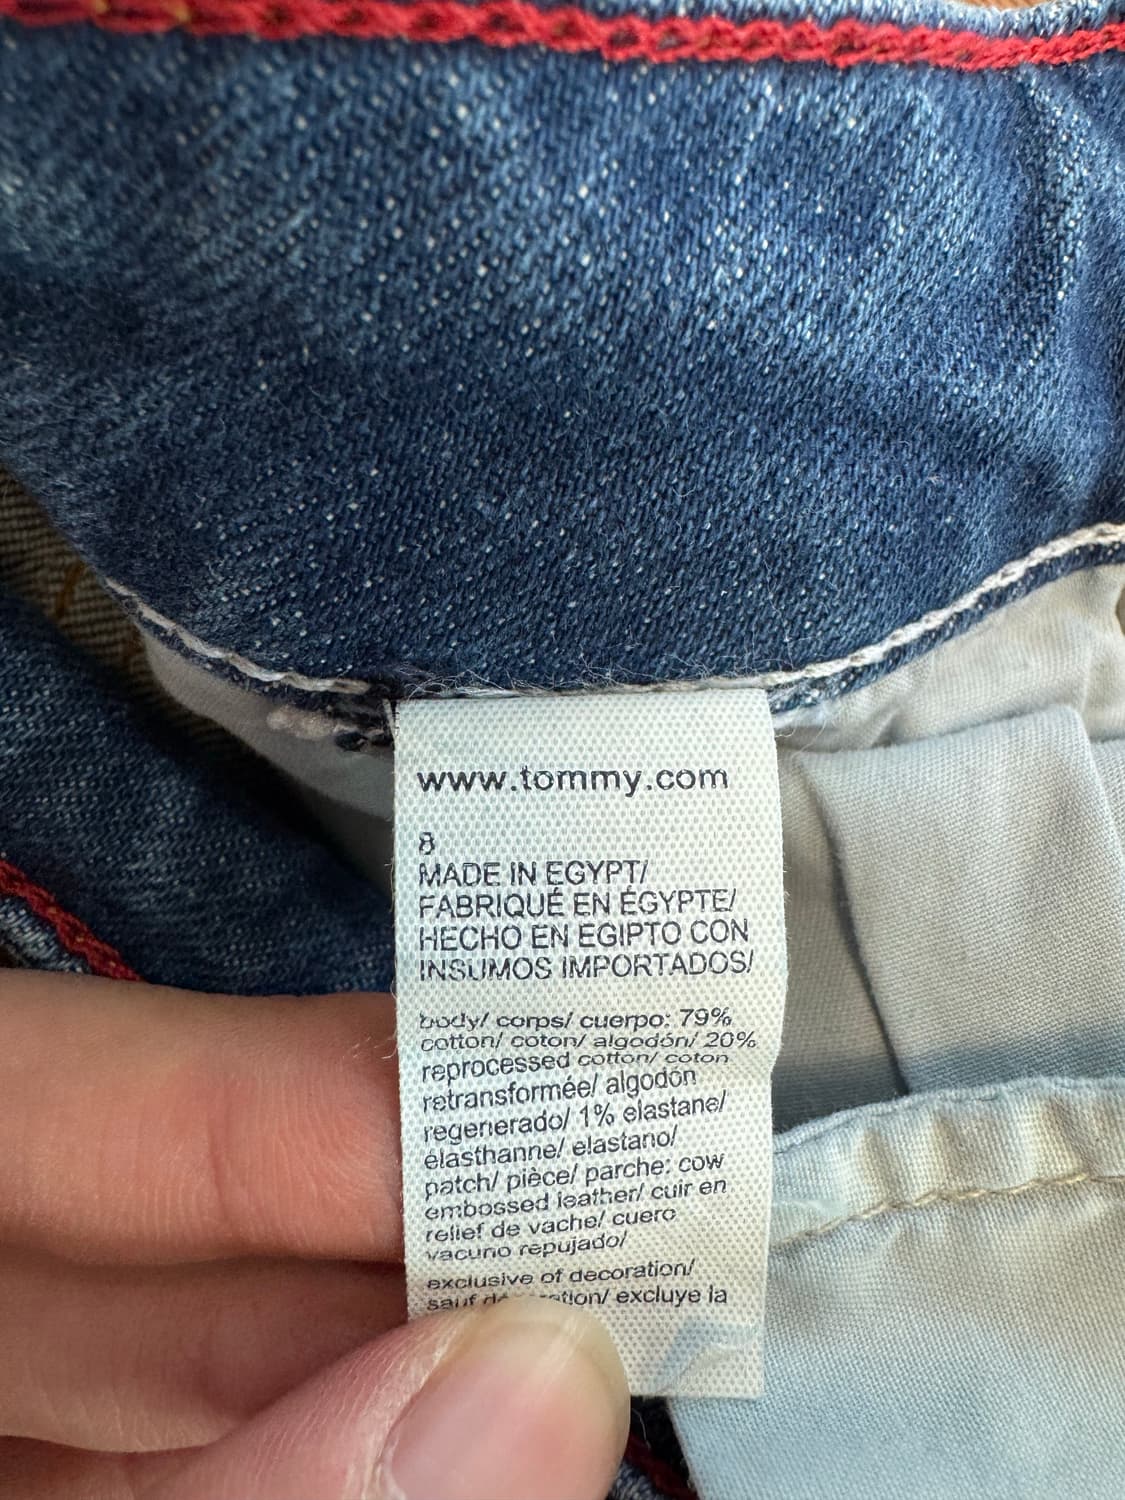 www.tommy.com
8
MADE IN EGYPT/
FABRIQUÉ EN ÉGYPTE/
HECHO EN EGIPTO CON
INSUMOS IMPORTADOS/
body/ corps/ cuerpo: 79%
cotton/ coton/ algodón/ 20%
reprocessed cotton/ coton
retransformée/ algodón
regenerado/ 1% elastane/
élasthanne/ elastano/
patch/ pièce/ parche: cow
embossed leather/ cuir en
relief de vache/ cuero
vacuno repujado/
exclusive of decoration/
sauf excluye la